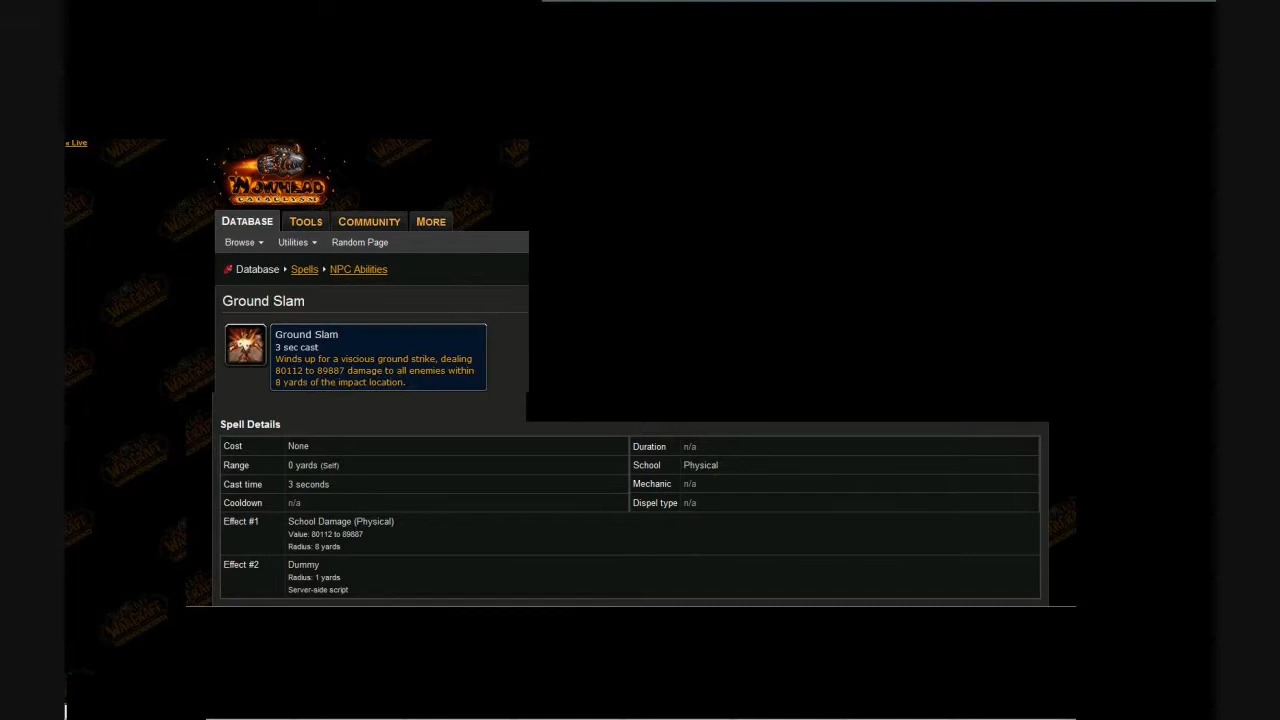 « Live
WOWHEAD
CATACLYSM
DATABASE TOOLS COMMUNITY MORE
Browse Utilities Random Page
Database Spells NPC Abilities
Ground Slam
Ground Slam
3 sec cast
Winds up for a viscious ground strike, dealing
80112 to 89887 damage to all enemies within
8 yards of the impact location.
Spell Details
Cost None Duration n/a
Range 0 yards (Self) School Physical
Cast time 3 seconds Mechanic n/a
Cooldown n/a Dispel type n/a
Effect #1 School Damage (Physical)
Value: 80112 to 89887
Radius: 8 yards
Effect #2 Dummy
Radius: 1 yards
Server-side script